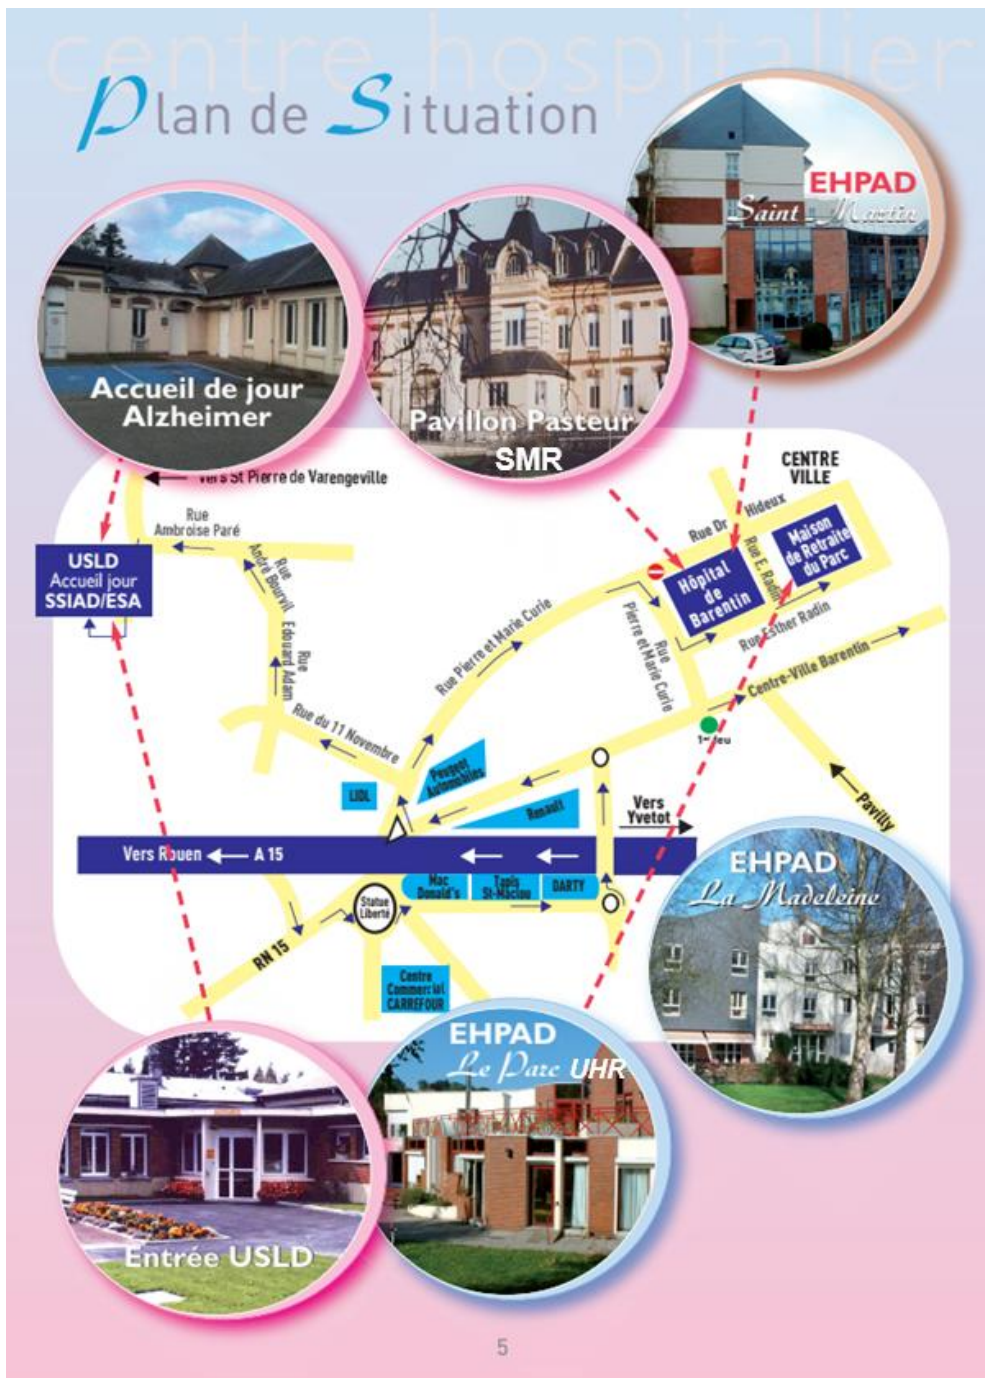 centre hospitalier
Plan de Situation
EHPAD
Saint - Martin
Accueil de jour
Alzheimer
Pavillon Pasteur
SMR
Vers St Pierre de Varengeville
CENTRE
VILLE
Rue
Ambroise Paré
Rue Dr Hideux
Rue E. Radin
Maison
de Retraite
du Parc
USLD
Accueil jour
SSIAD/ESA
Rue
André Bourvil
Hôpital
de
Barentin
Rue Pierre et Marie Curie
Rue
Pierre et Marie Curie
Rue Esther Radin
Rue
Edouard Adam
Centre-Ville Barentin
Rue du 11 Novembre
1er feu
Peugeot
Automobiles
LIDL
Renault
Vers
Yvetot
Pavilly
Vers Rouen
A 15
Mac
Donald's
Tapis
St-Maclou
DARTY
Statue
Liberté
RN 15
Centre
Commercial
CARREFOUR
EHPAD
La Madeleine
EHPAD
Le Parc UHR
Entrée USLD
5